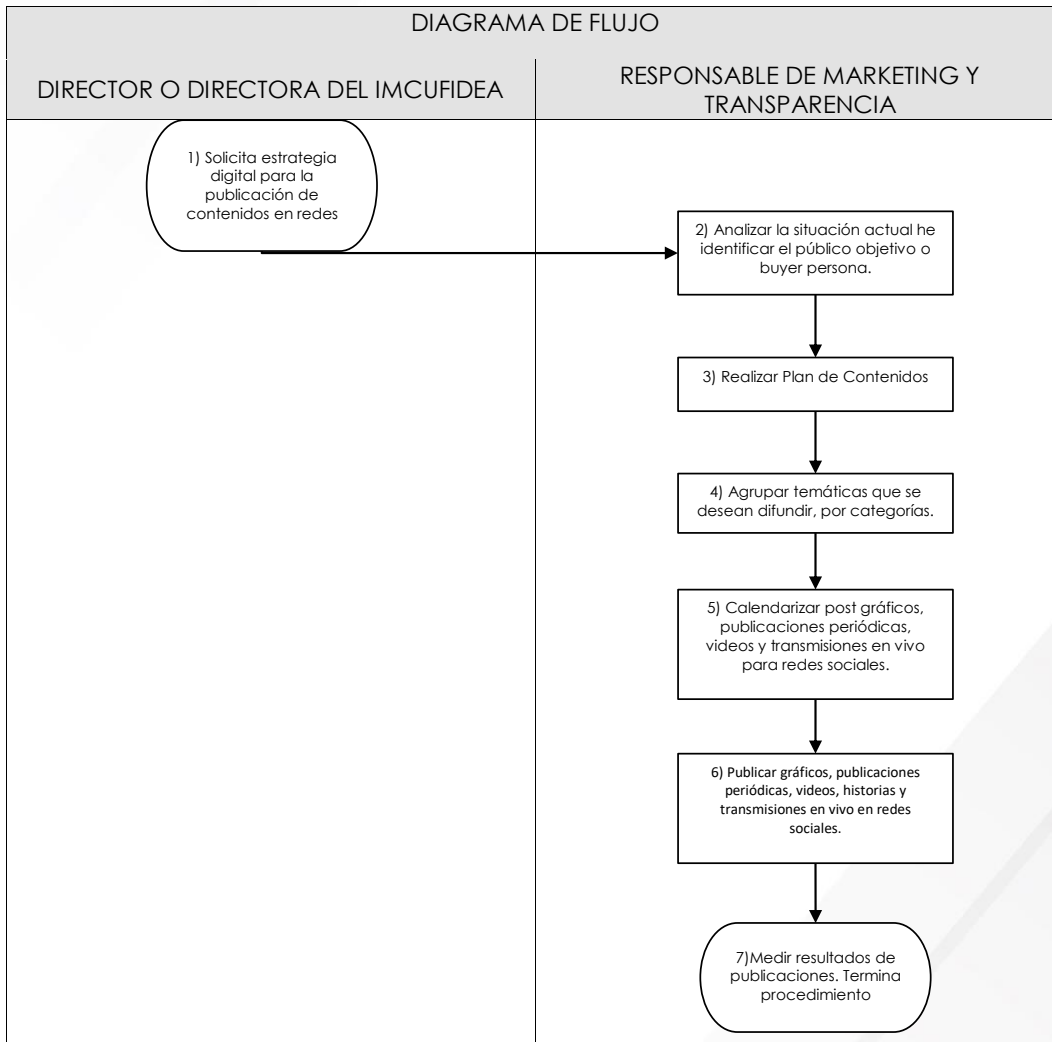 DIAGRAMA DE FLUJO
DIRECTOR O DIRECTORA DEL IMCUFIDEA
RESPONSABLE DE MARKETING Y
TRANSPARENCIA
1) Solicita estrategia
digital para la
publicación de
contenidos en redes
2) Analizar la situación actual he
identificar el público objetivo o
buyer persona.
3) Realizar Plan de Contenidos
4) Agrupar temáticas que se
desean difundir, por categorías.
5) Calendarizar post gráficos,
publicaciones periódicas,
videos y transmisiones en vivo
para redes sociales.
6) Publicar gráficos, publicaciones
periódicas, videos, historias y
transmisiones en vivo en redes
sociales.
7)Medir resultados de
publicaciones. Termina
procedimiento